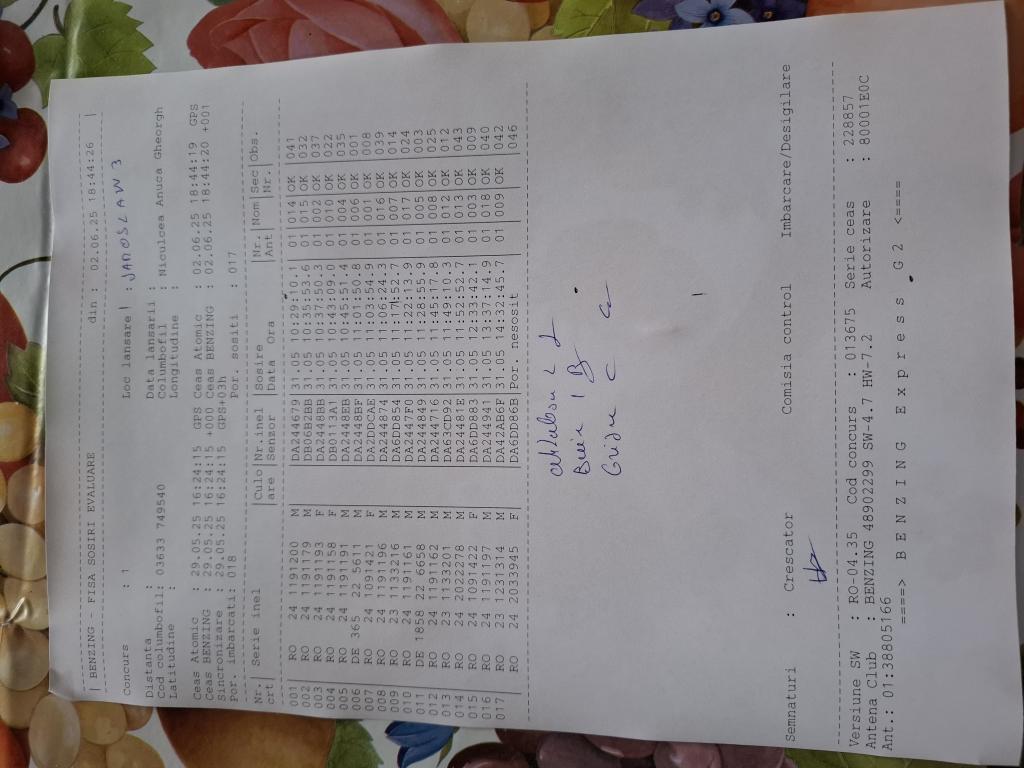 | BENZING - FISA SOSIRI EVALUARE din : 02.06.25 18:44:26 |
concurs : 1 Loc lansare : VADOSLAW 3
Distanta : Data lansarii :
Cod columbofil: 03633 749540 Columbofil : Niculcea Anuca Gheorgh
Latitudine : Longitudine :
Ceas Atomic : 29.05.25 16:24:15 GPS Ceas Atomic : 02.06.25 18:44:19 GPS
Ceas BENZING : 29.05.25 16:24:15 +000 Ceas BENZING : 02.06.25 18:44:20 +001
Sincronizare : 29.05.25 16:24:15 GPS+03h
Por. imbarcati: 018 Por. sositi : 017
Nr.| Serie inel |Culo|Nr.inel |Sosire |Nr.|Nom|Sec|Obs.
crt| |are |Sensor |Data Ora |Ant| |Nr.|
001| RO 24 1191200 M |DA244679|31.05 10:29:10.1|01 |014|OK |041
002| RO 24 1191179 M |DB06B2BB|31.05 10:35:53.6|01 |015|OK |032
003| RO 24 1191193 F |DA2448BB|31.05 10:37:50.3|01 |002|OK |037
004| RO 24 1191158 F |DB0113A1|31.05 10:43:09.0|01 |010|OK |022
005| RO 24 1191191 M |DA2448EB|31.05 10:45:51.4|01 |004|OK |035
006| DE 365 22 5611 M |DA2443BF|31.05 11:01:50.8|01 |006|OK |001
007| RO 24 1091421 F |DA2DDCAE|31.05 11:03:54.9|01 |001|OK |008
008| RO 24 1191196 M |DA244874|31.05 11:06:24.3|01 |016|OK |039
009| RO 23 1133216 M |DA6DD854|31.05 11:17:52.7|01 |007|OK |014
010| RO 24 1191161 M |DA2447F0|31.05 11:22:13.9|01 |017|OK |024
011| DE 1858 22 6668 M |DA244849|31.05 11:28:55.9|01 |005|OK |003
012| RO 24 1191162 M |DA244716|31.05 11:49:05.8|01 |008|OK |025
013| RO 23 1133201 M |DA63CD91|31.05 11:49:10.3|01 |012|OK |012
014| RO 24 2022278 M |DA244B1E|31.05 11:52:52.7|01 |013|OK |043
015| RO 24 1091422 F |DA6DD883|31.05 12:33:42.1|01 |003|OK |009
016| RO 24 1191197 M |DA244941|31.05 13:37:14.9|01 |018|OK |040
017| RO 23 1231314 M |DA42AB6F|31.05 14:32:45.7|01 |009|OK |042
RO 24 2033945 F |DA6DD86B|Por. nesosit |046
Semnaturi : Crescator Comisia control Imbarcare/Desigilare
Versiune SW : RO-04.35 Cod concurs : 013675 Serie ceas : 228857
Antena Club : BENZING 48902299 SW-4.7 HW-7.2 Autorizare : 80001E0C
Ant.: 01:38805166
====> B E N Z I N G E x p r e s s G 2 <====